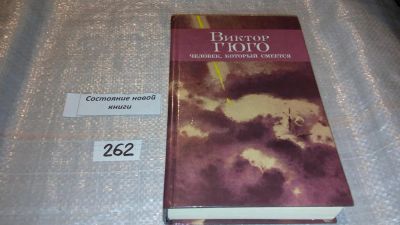 Виктор
ГЮГО
ЧЕЛОВЕК, КОТОРЫЙ СМЕЕТСЯ
Состояние новой
книги
262